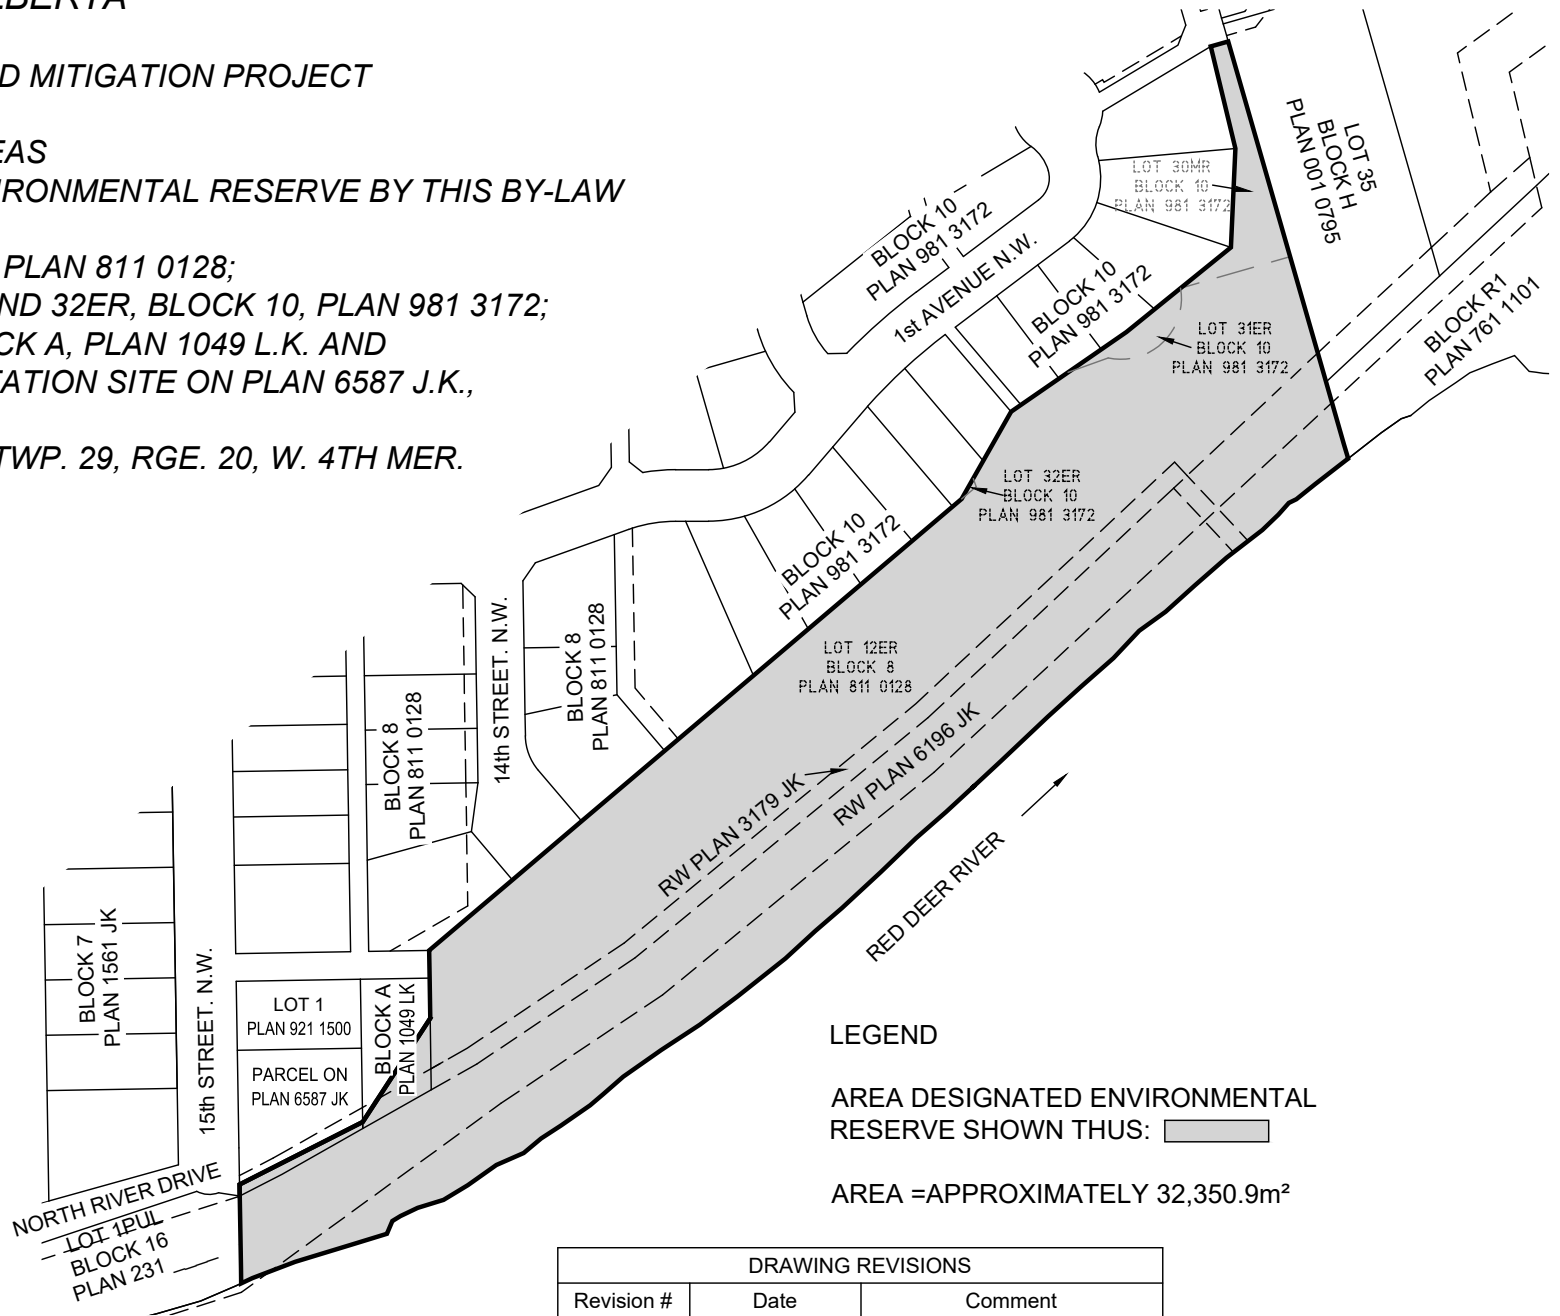 LBERTA
D MITIGATION PROJECT
EAS
IRONMENTAL RESERVE BY THIS BY-LAW
PLAN 811 0128;
ND 32ER, BLOCK 10, PLAN 981 3172;
CK A, PLAN 1049 L.K. AND
TATION SITE ON PLAN 6587 J.K.,
TWP. 29, RGE. 20, W. 4TH MER.
LOT 30MR
BLOCK 10
PLAN 981 3172
LOT 35
BLOCK H
PLAN 001 0795
BLOCK 10
PLAN 981 3172
1st AVENUE N.W.
BLOCK 10
PLAN 981 3172
LOT 31ER
BLOCK 10
PLAN 981 3172
BLOCK R1
PLAN 761 1101
LOT 32ER
BLOCK 10
PLAN 981 3172
BLOCK 10
PLAN 981 3172
14th STREET. N.W.
BLOCK 8
PLAN 811 0128
LOT 12ER
BLOCK 8
PLAN 811 0128
BLOCK 8
PLAN 811 0128
RW PLAN 3179 JK
RW PLAN 6196 JK
RED DEER RIVER
BLOCK 7
PLAN 1561 JK
15th STREET. N.W.
LOT 1
PLAN 921 1500
BLOCK A
PLAN 1049 LK
PARCEL ON
PLAN 6587 JK
NORTH RIVER DRIVE
LOT 1PUL
BLOCK 16
PLAN 231
LEGEND
AREA DESIGNATED ENVIRONMENTAL
RESERVE SHOWN THUS:
AREA =APPROXIMATELY 32,350.9m²
DRAWING REVISIONS
Revision # Date Comment